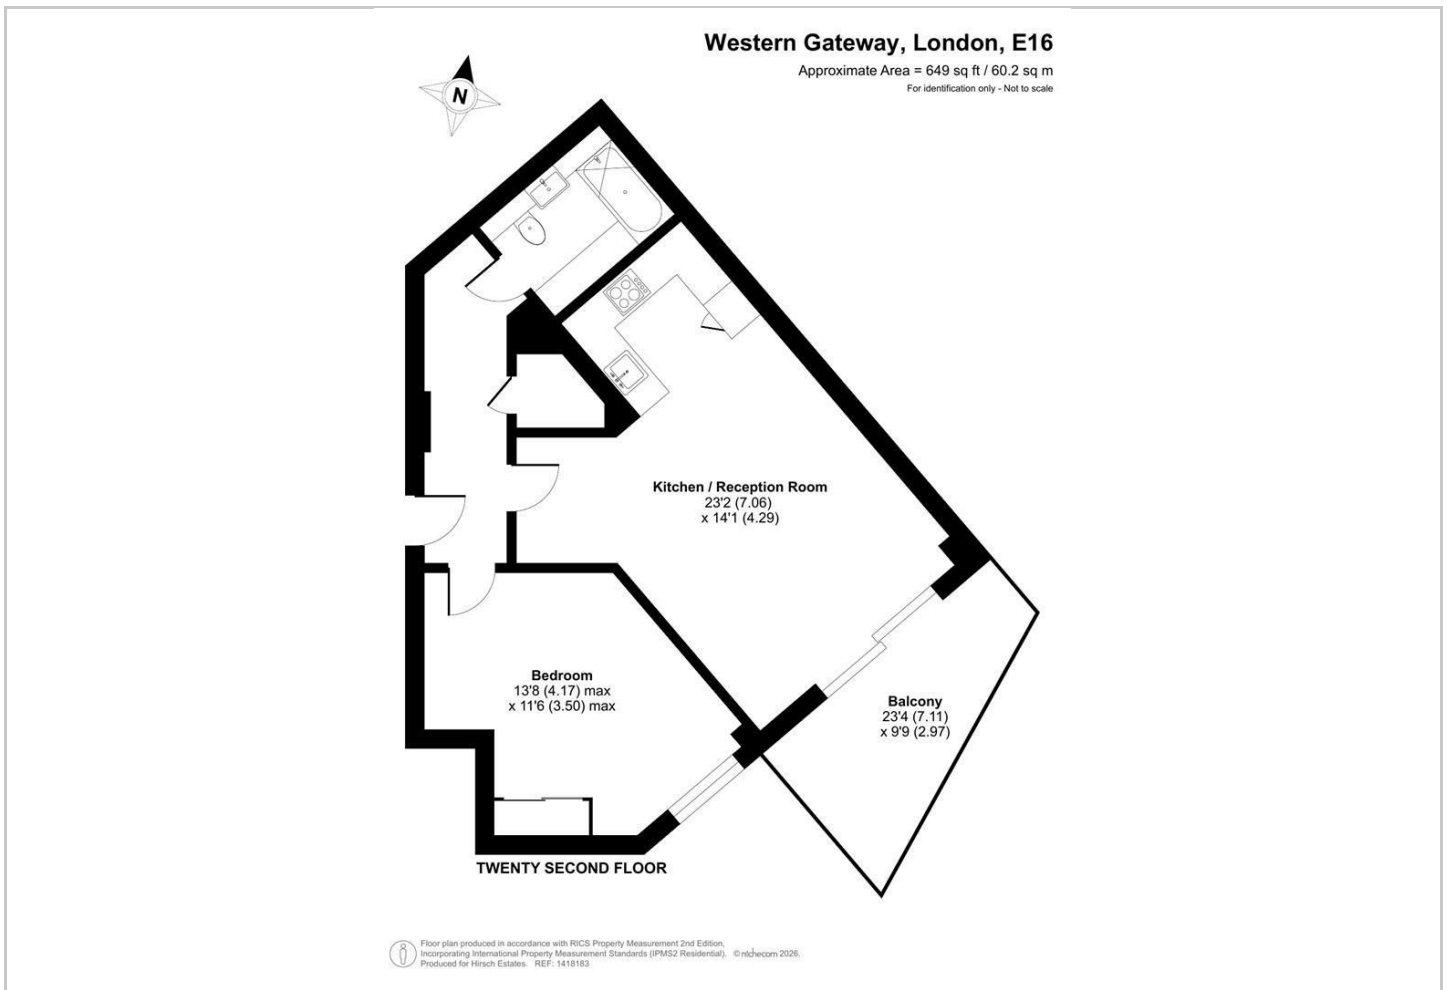 Western Gateway, London, E16
Approximate Area = 649 sq ft / 60.2 sq m
For identification only - Not to scale
N
Kitchen / Reception Room
23'2 (7.06)
x 14'1 (4.29)
Bedroom
13'8 (4.17) max
x 11'6 (3.50) max
Balcony
23'4 (7.11)
x 9'9 (2.97)
TWENTY SECOND FLOOR
Floor plan produced in accordance with RICS Property Measurement 2nd Edition,
Incorporating International Property Measurement Standards (IPMS2 Residential). © nichecom 2026.
Produced for Hirsch Estates. REF: 1418183